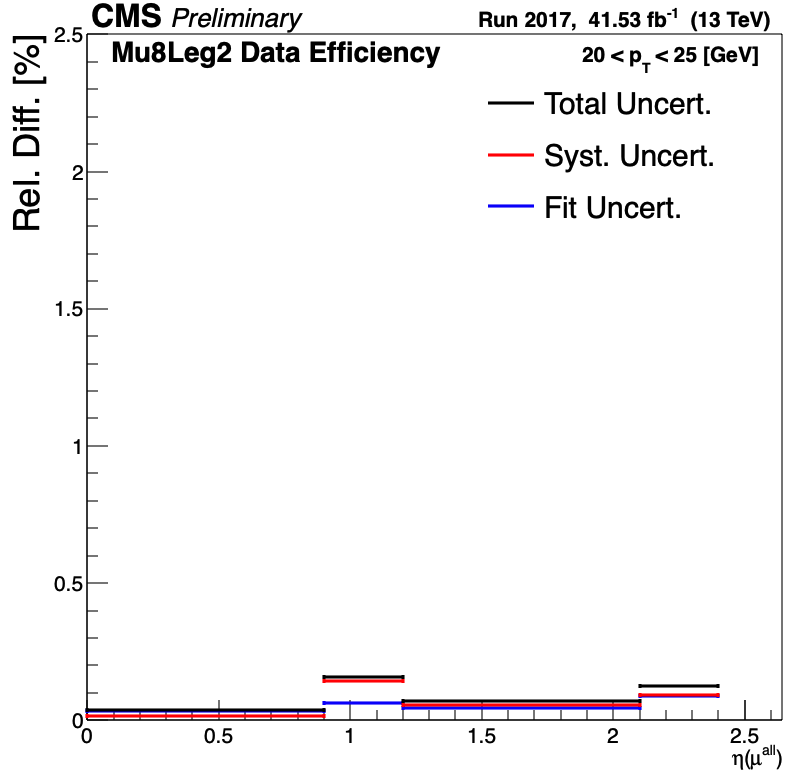 CMS Preliminary Run 2017, 41.53 fb⁻¹ (13 TeV)
Mu8Leg2 Data Efficiency 20 < p_T < 25 [GeV]
Total Uncert.
Syst. Uncert.
Fit Uncert.
Rel. Diff. [%]
2.5
2
1.5
1
0.5
0
0 0.5 1 1.5 2 2.5
η(μ^all)